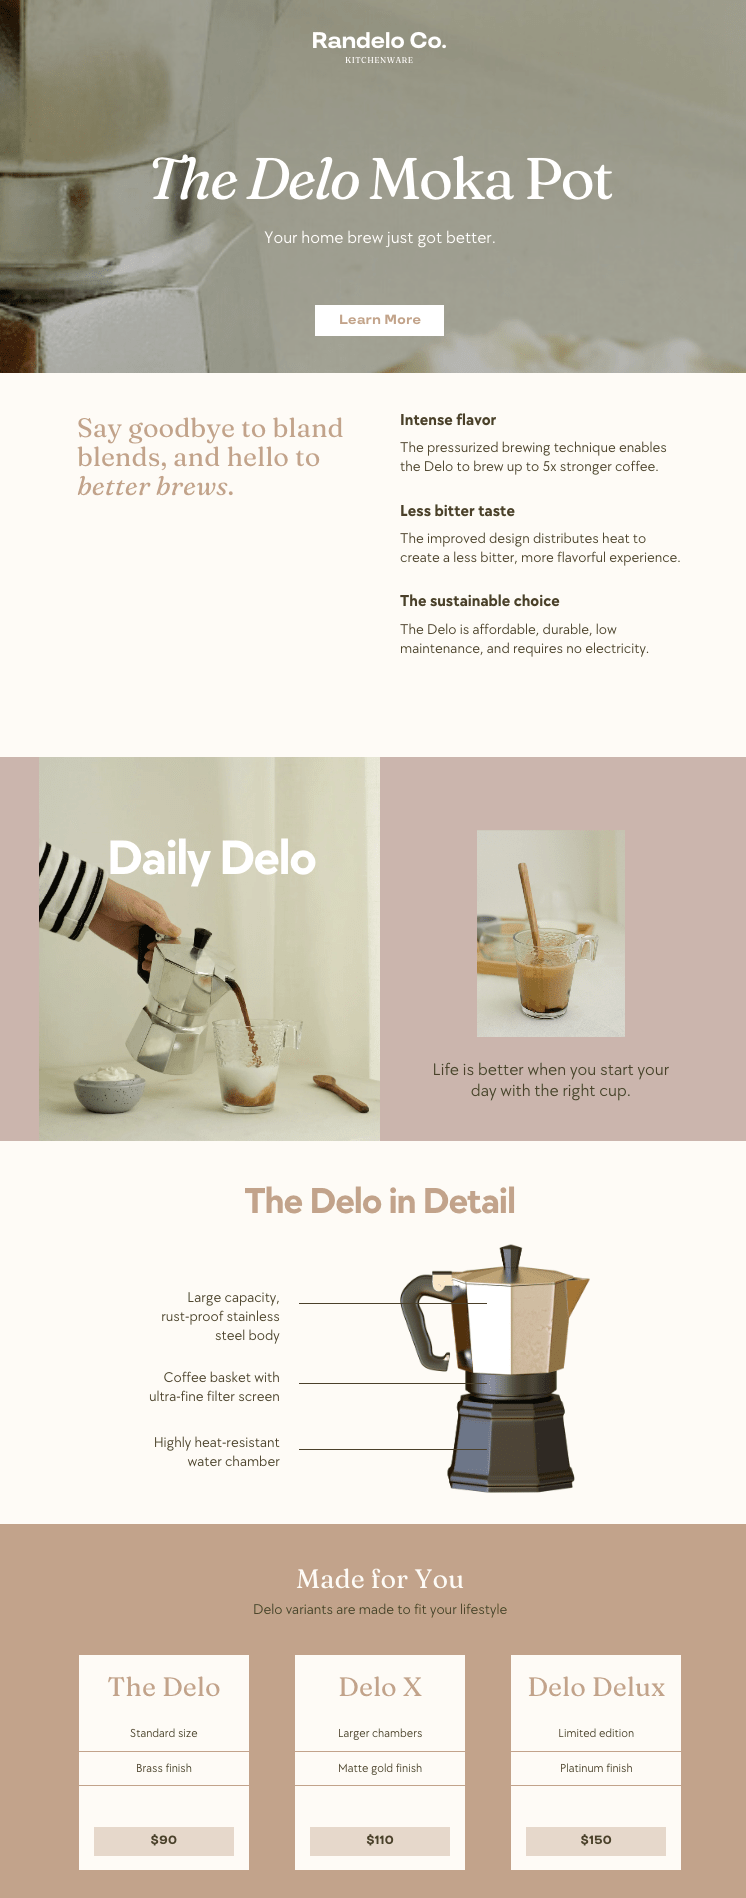 Randelo Co.
KITCHENWARE
The Delo Moka Pot
Your home brew just got better.
Learn More
Say goodbye to bland
blends, and hello to
better brews.
Intense flavor
The pressurized brewing technique enables
the Delo to brew up to 5x stronger coffee.
Less bitter taste
The improved design distributes heat to
create a less bitter, more flavorful experience.
The sustainable choice
The Delo is affordable, durable, low
maintenance, and requires no electricity.
Daily Delo
Life is better when you start your
day with the right cup.
The Delo in Detail
Large capacity,
rust-proof stainless
steel body
Coffee basket with
ultra-fine filter screen
Highly heat-resistant
water chamber
Made for You
Delo variants are made to fit your lifestyle
The Delo
Standard size
Brass finish
$90
Delo X
Larger chambers
Matte gold finish
$110
Delo Delux
Limited edition
Platinum finish
$150